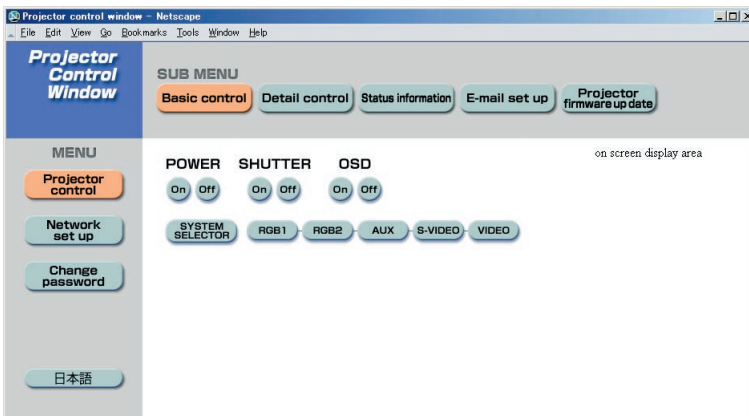 Projector control window - Netscape
File Edit View Go Bookmarks Tools Window Help
Projector
Control
Window
SUB MENU
Basic control Detail control Status information E-mail set up Projector firmware up date
MENU
Projector
control
Network
set up
Change
password
日本語
on screen display area
POWER SHUTTER OSD
On Off On Off On Off
SYSTEM SELECTOR RGB1 RGB2 AUX S-VIDEO VIDEO